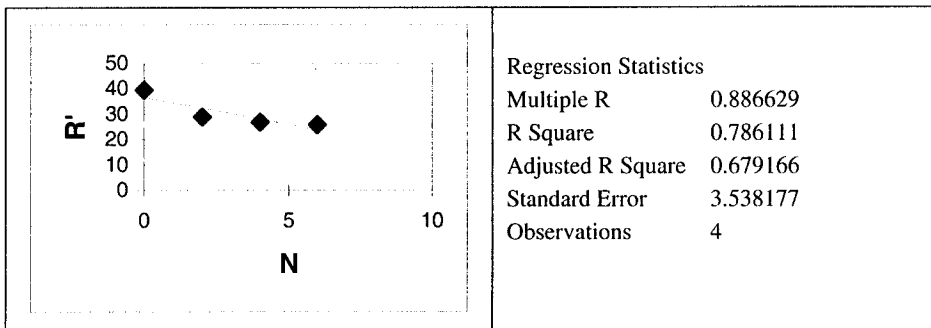 50
40
30
20
10
0
R'
0 5 10
N
Regression Statistics
Multiple R 0.886629
R Square 0.786111
Adjusted R Square 0.679166
Standard Error 3.538177
Observations 4